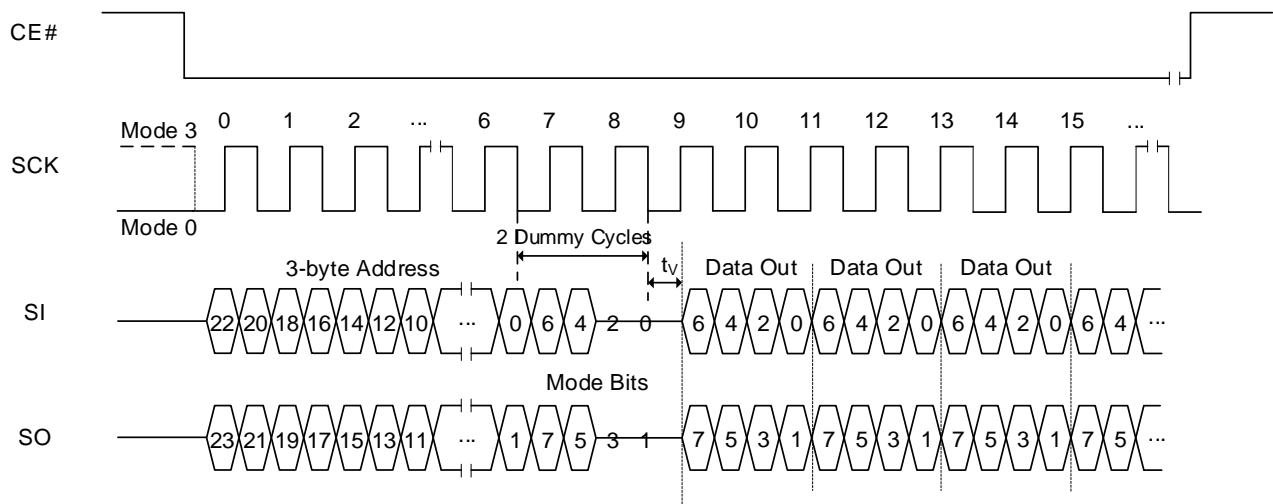 CE#
Mode 3 0 1 2 ... 6 7 8 9 10 11 12 13 14 15 ...
SCK
Mode 0
2 Dummy Cycles
3-byte Address tV Data Out Data Out Data Out
SI 22 20 18 16 14 12 10 ... 0 6 4 2 0 6 4 2 0 6 4 2 0 6 4 2 0 6 4 ...
Mode Bits
SO 23 21 19 17 15 13 11 ... 1 7 5 3 1 7 5 3 1 7 5 3 1 7 5 3 1 7 5 ...